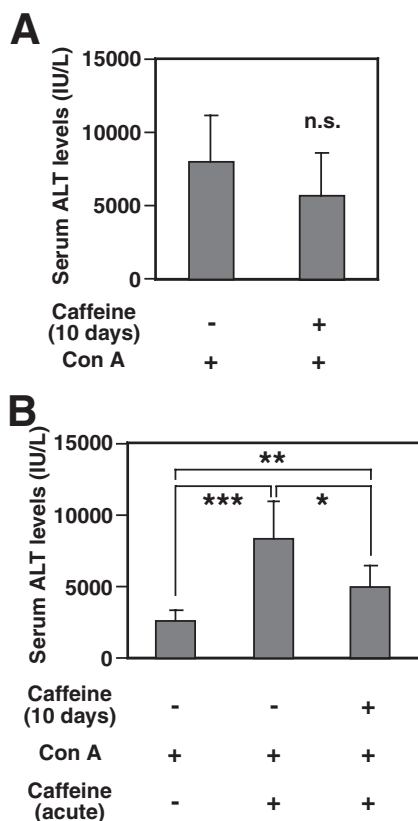 A
Serum ALT levels (IU/L)
15000
10000
5000
0
n.s.
Caffeine
(10 days)
- +
Con A
+ +
B
Serum ALT levels (IU/L)
15000
10000
5000
0
**
*** *
Caffeine
(10 days)
- - +
Con A
+ + +
Caffeine
(acute)
- + +